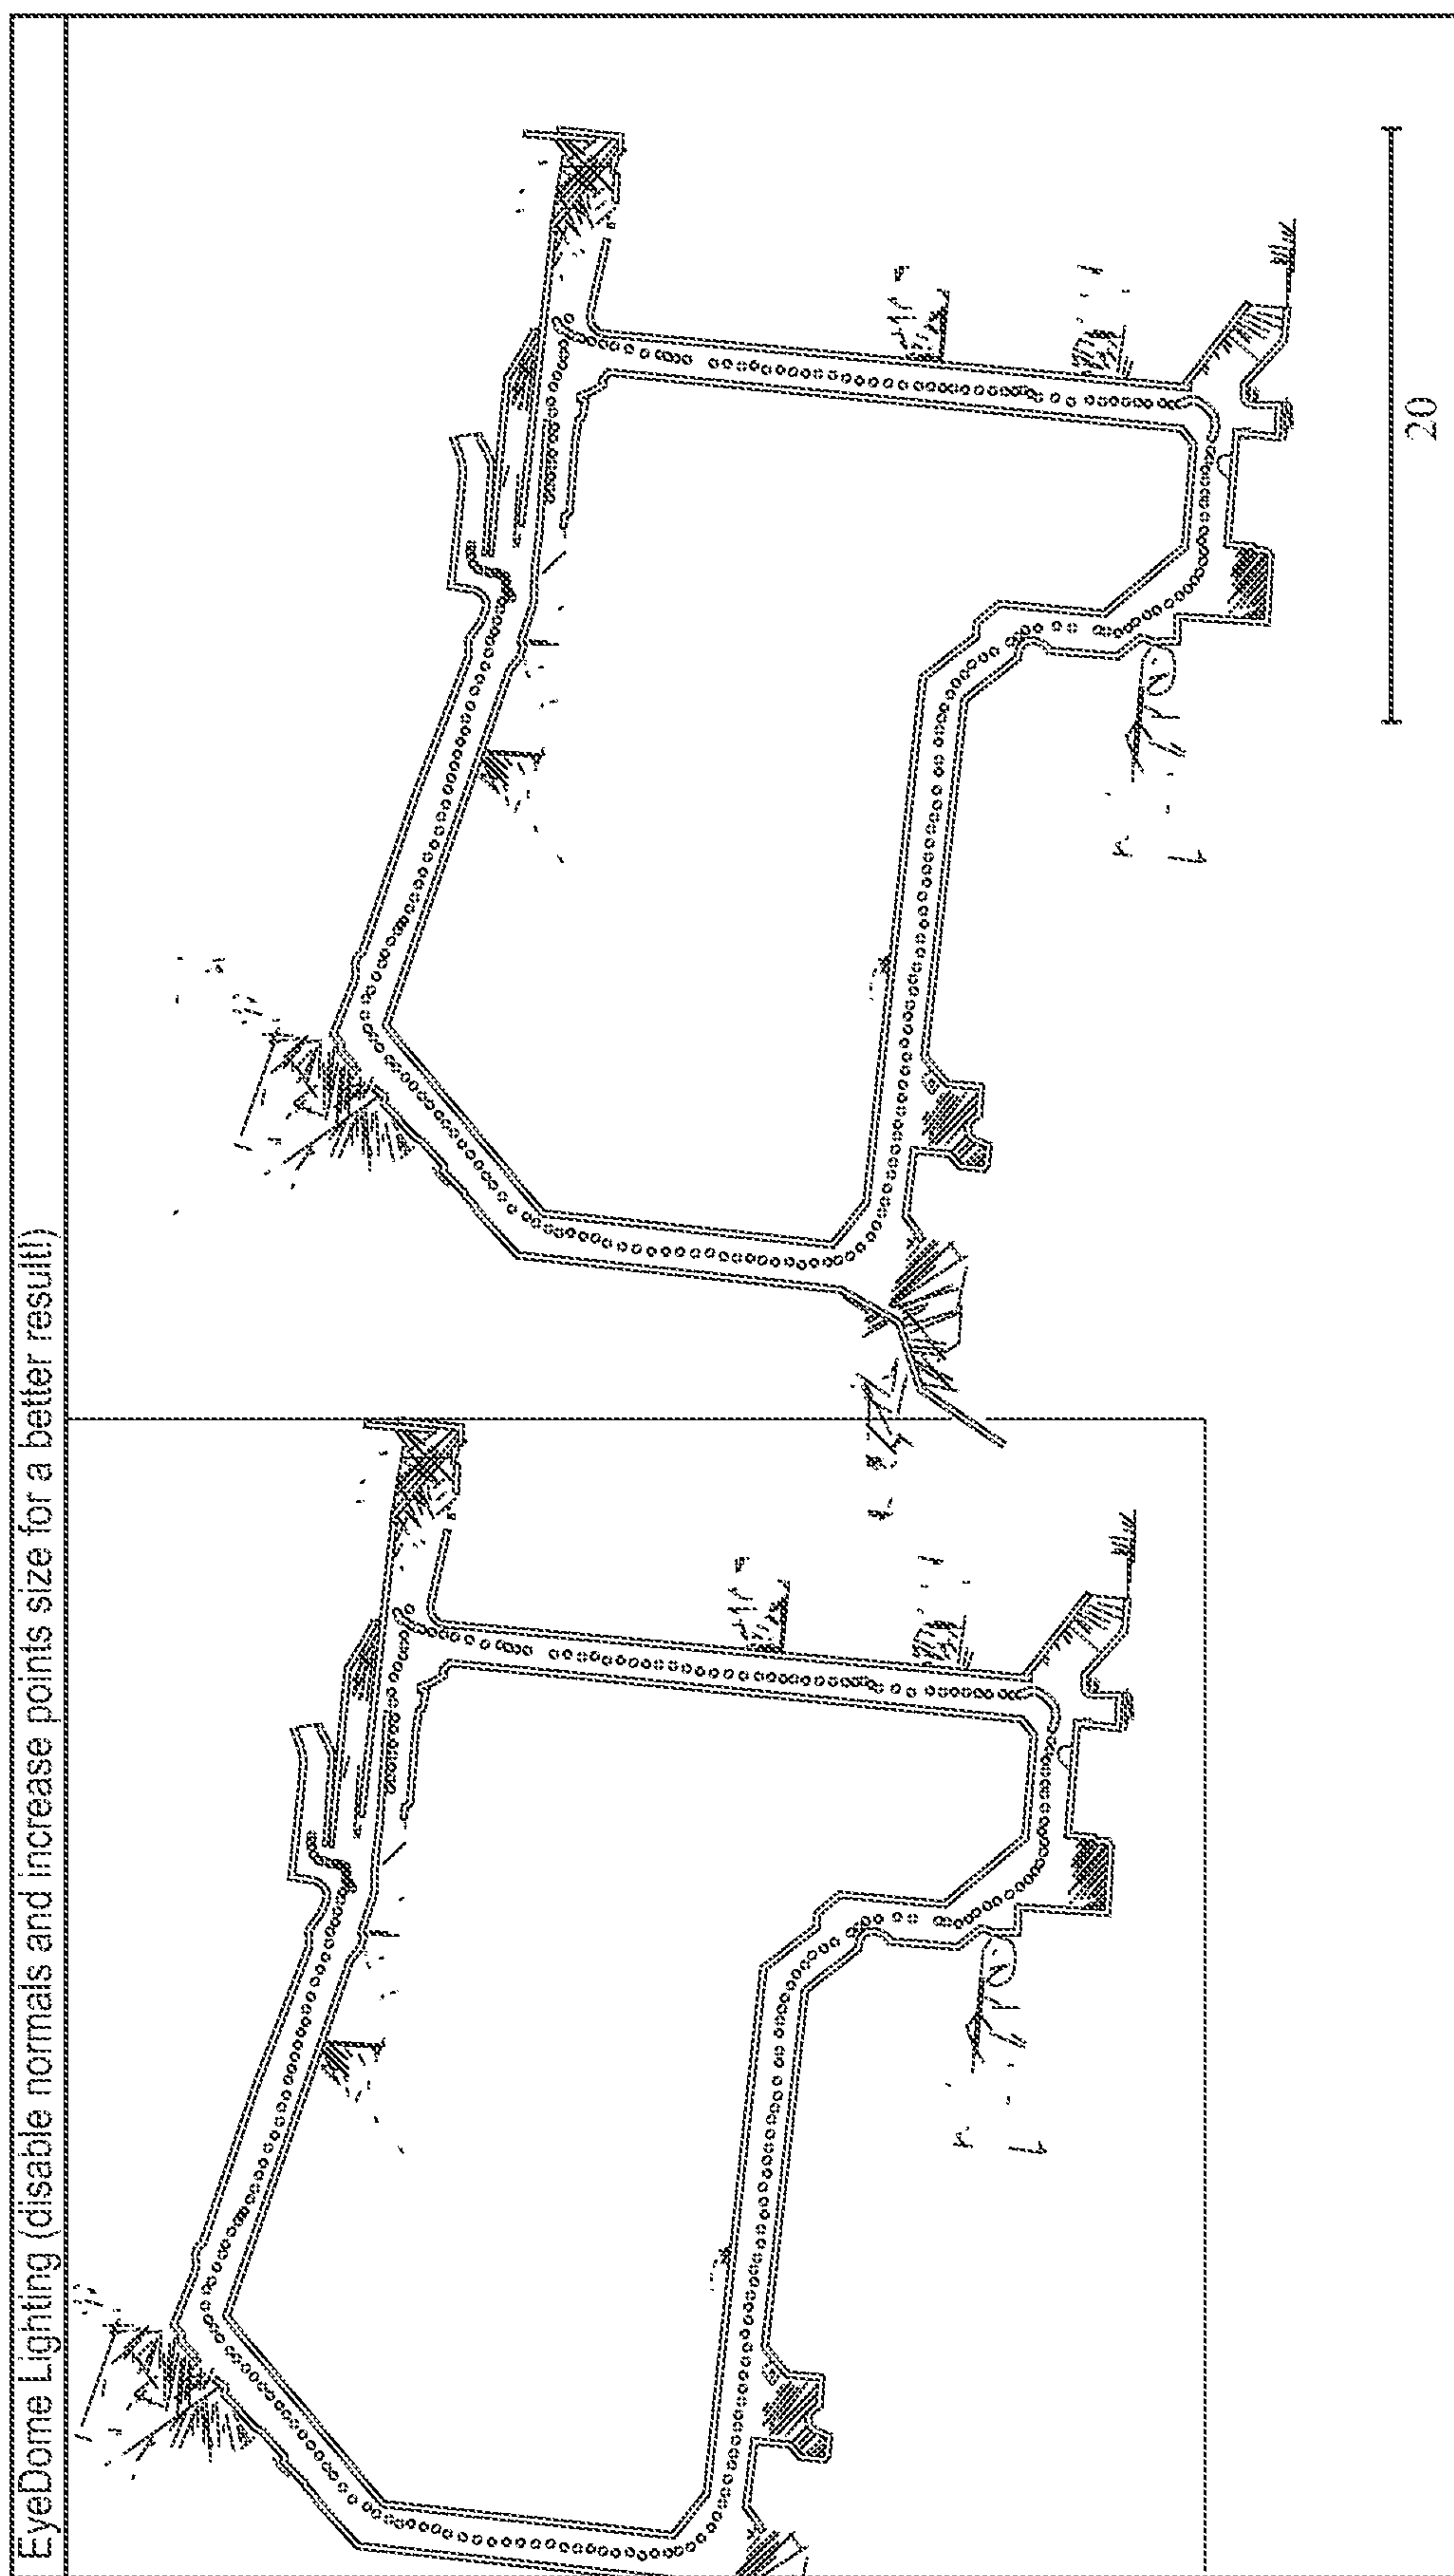 EyeDome Lighting (disable normals and increase points size for a better result!)
20